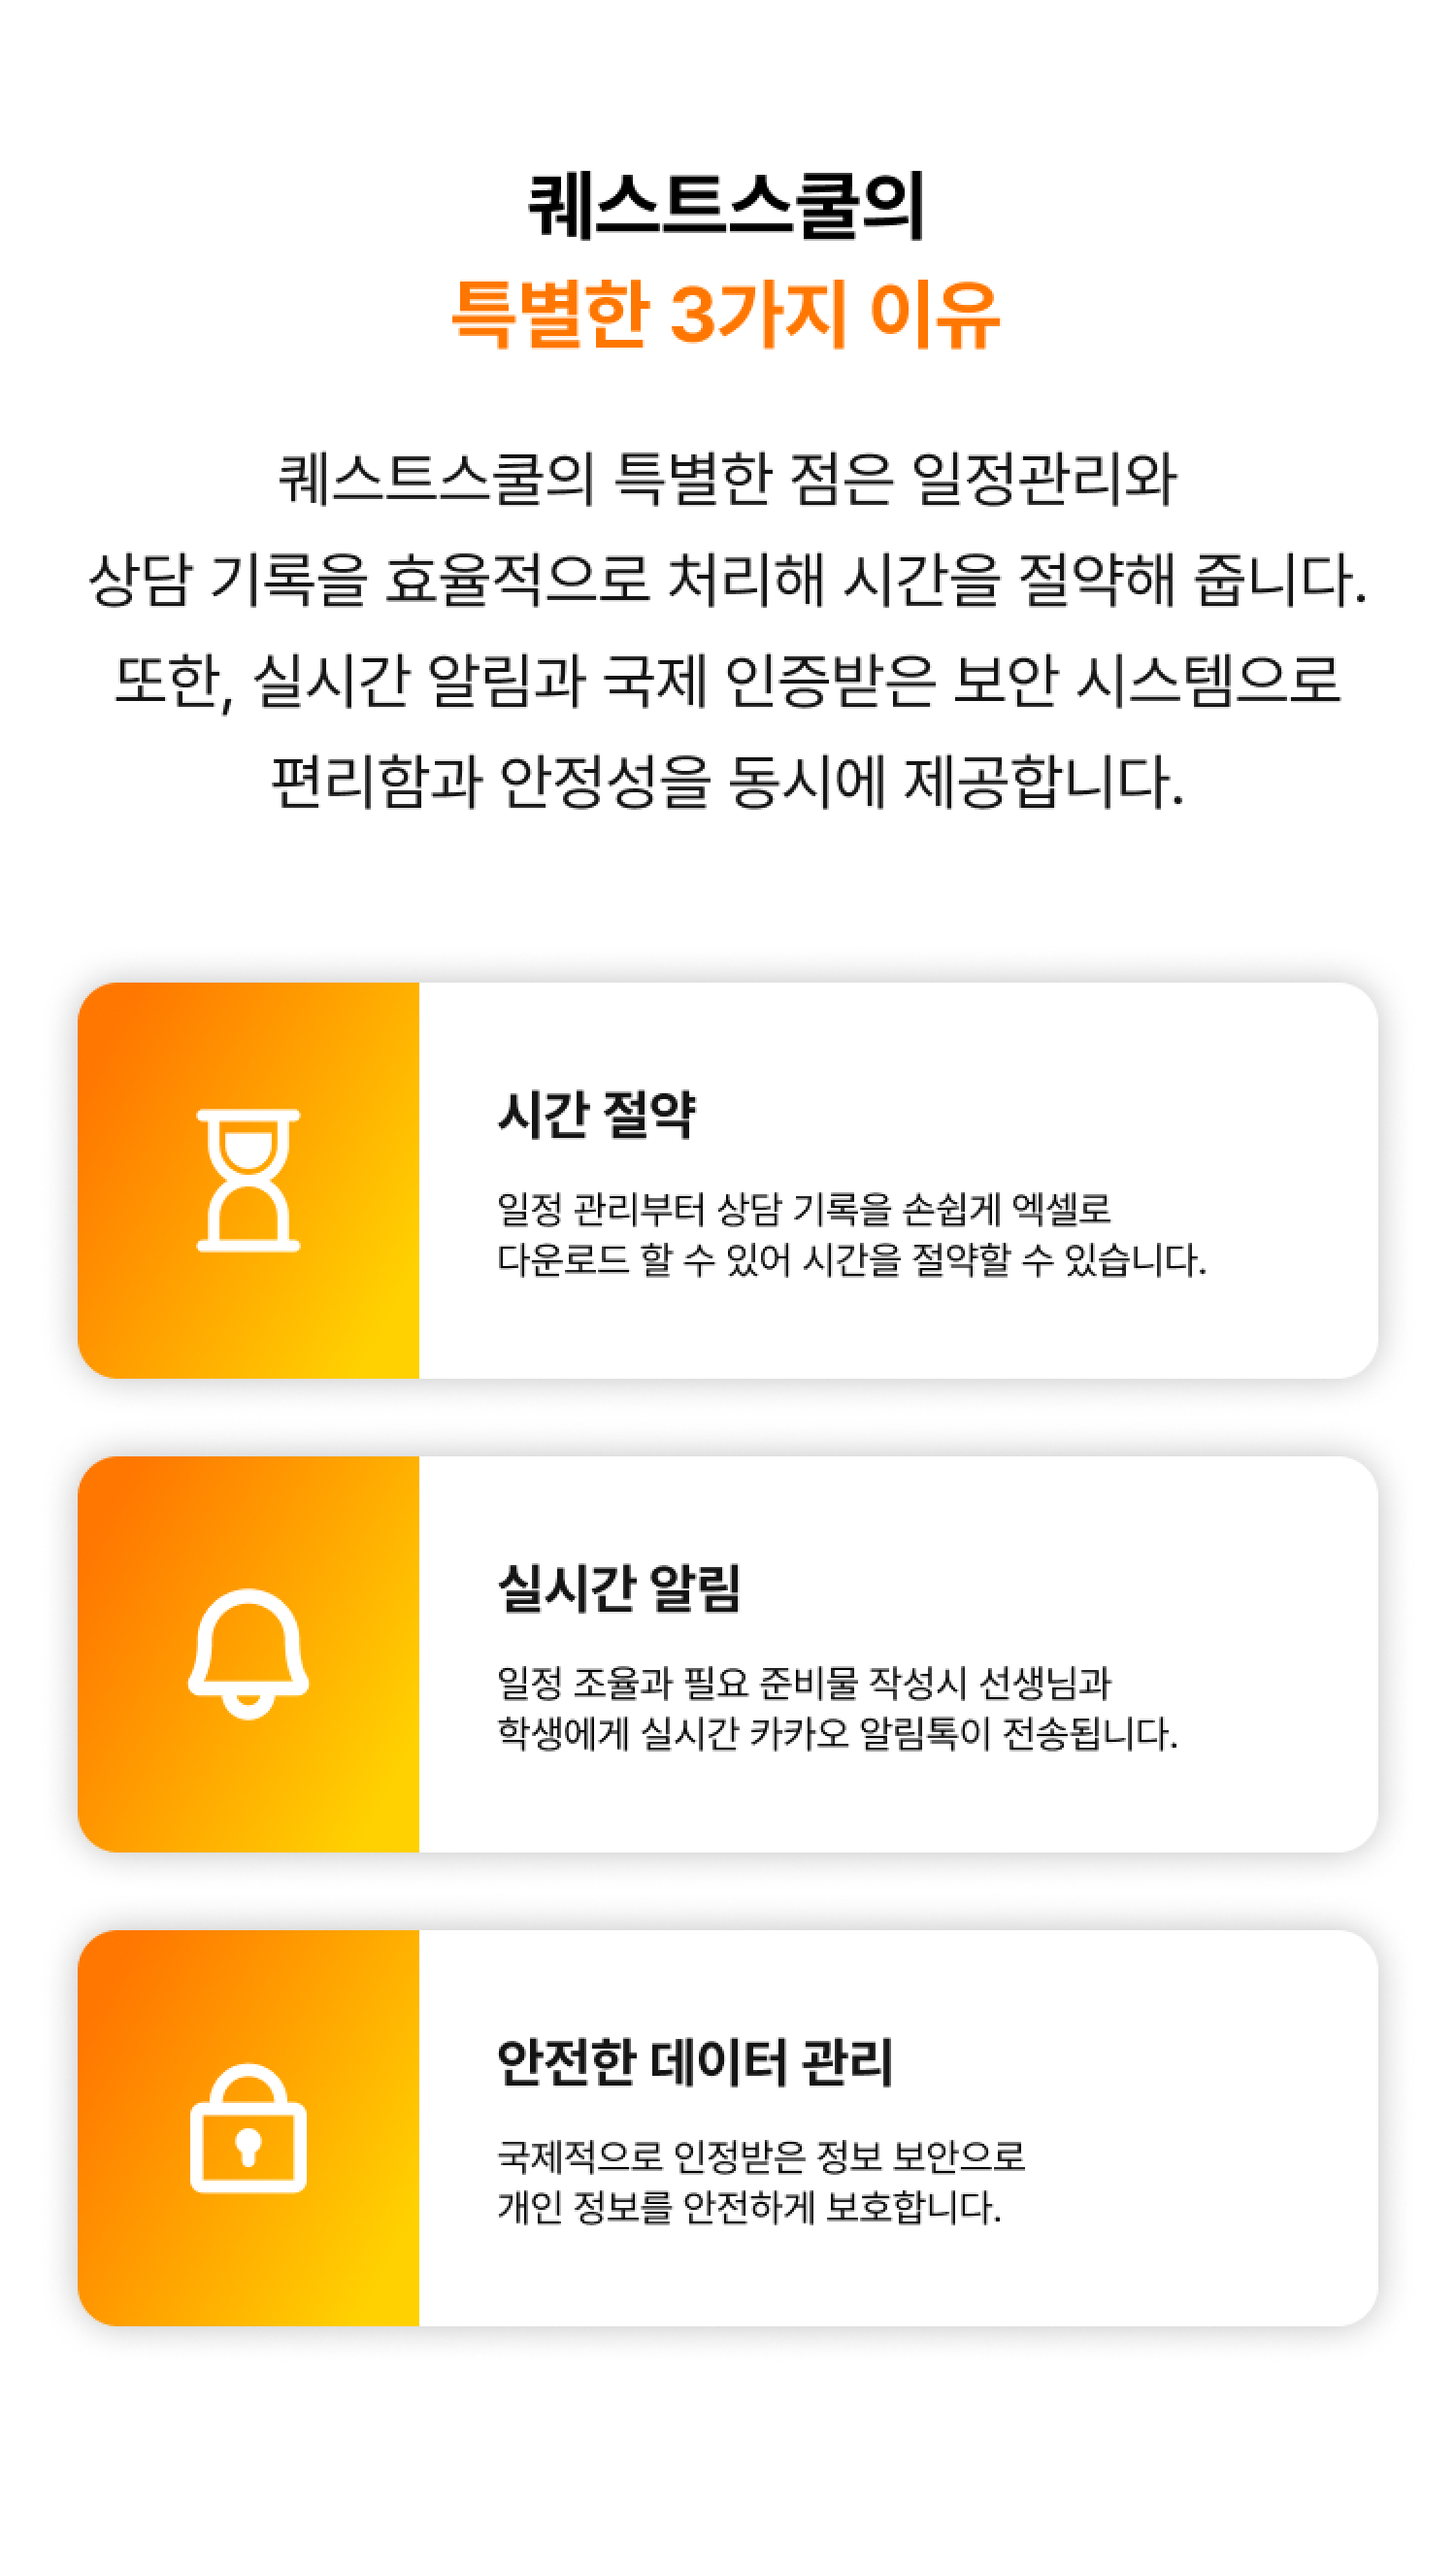 퀘스트스쿨의
특별한 3가지 이유
퀘스트스쿨의 특별한 점은 일정관리와
상담 기록을 효율적으로 처리해 시간을 절약해 줍니다.
또한, 실시간 알림과 국제 인증받은 보안 시스템으로
편리함과 안정성을 동시에 제공합니다.
시간 절약
일정 관리부터 상담 기록을 손쉽게 엑셀로
다운로드 할 수 있어 시간을 절약할 수 있습니다.
실시간 알림
일정 조율과 필요 준비물 작성시 선생님과
학생에게 실시간 카카오 알림톡이 전송됩니다.
안전한 데이터 관리
국제적으로 인정받은 정보 보안으로
개인 정보를 안전하게 보호합니다.